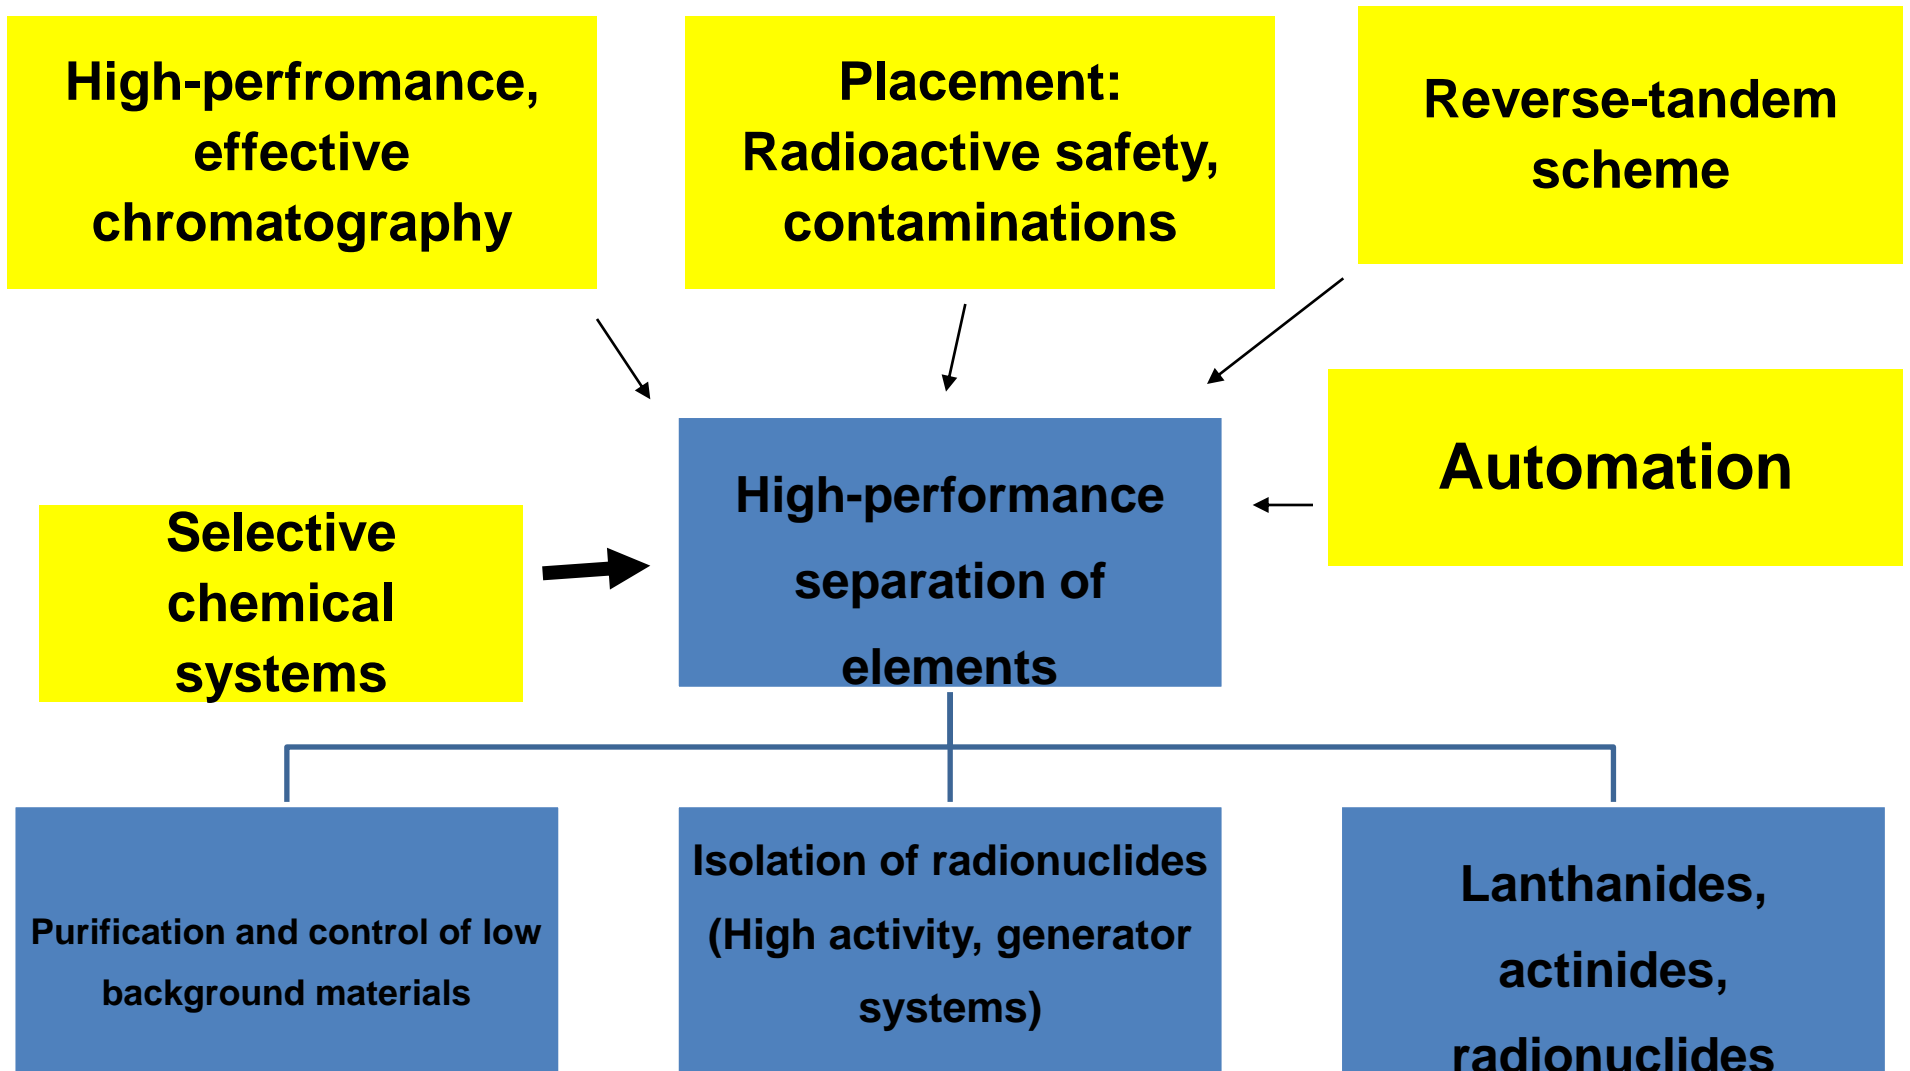 High-perfromance,
effective
chromatography
Placement:
Radioactive safety,
contaminations
Reverse-tandem
scheme
Automation
Selective
chemical
systems
High-performance
separation of
elements
Purification and control of low
background materials
Isolation of radionuclides
(High activity, generator
systems)
Lanthanides,
actinides,
radionuclides